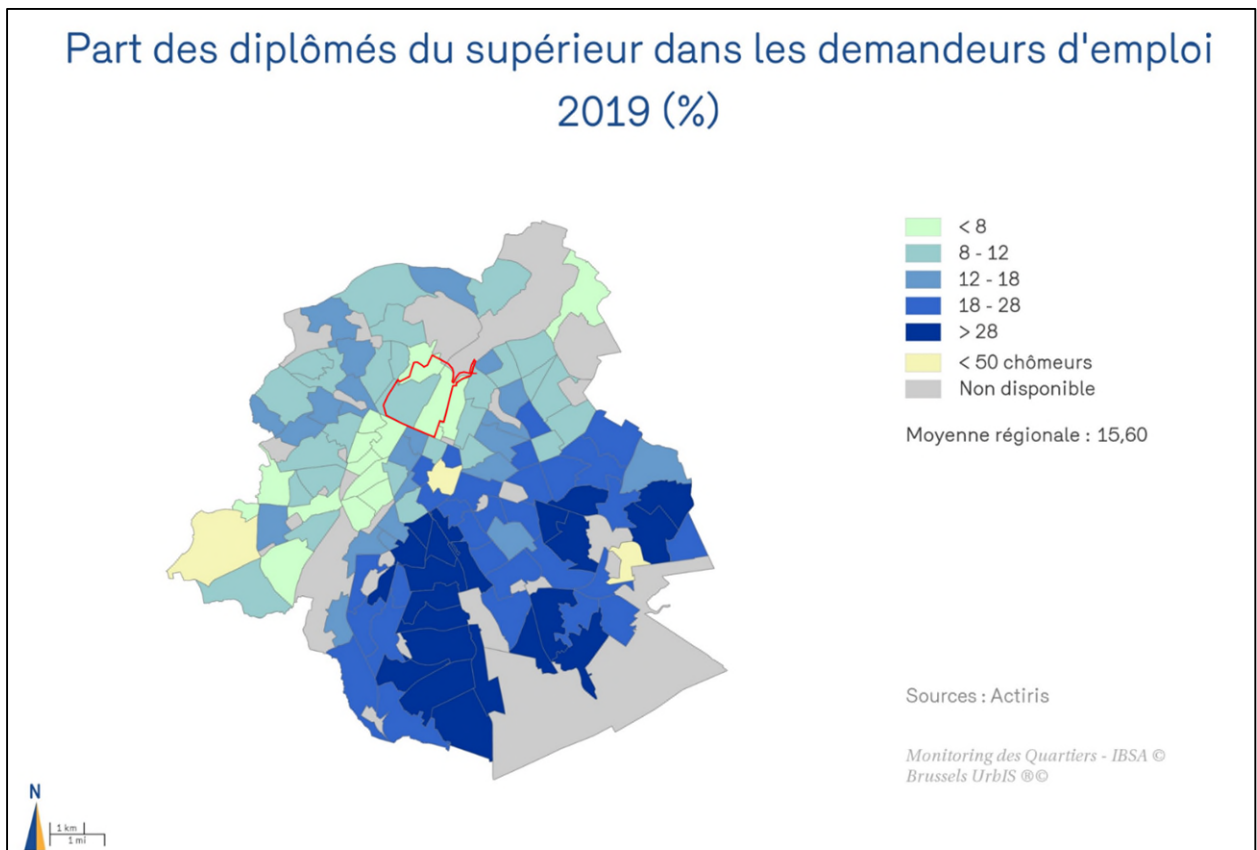 Part des diplômés du supérieur dans les demandeurs d'emploi
2019 (%)
< 8
8 - 12
12 - 18
18 - 28
> 28
< 50 chômeurs
Non disponible
Moyenne régionale : 15,60
Sources : Actiris
Monitoring des Quartiers - IBSA ©
Brussels UrbIS ®©
N
1 km
1 mi